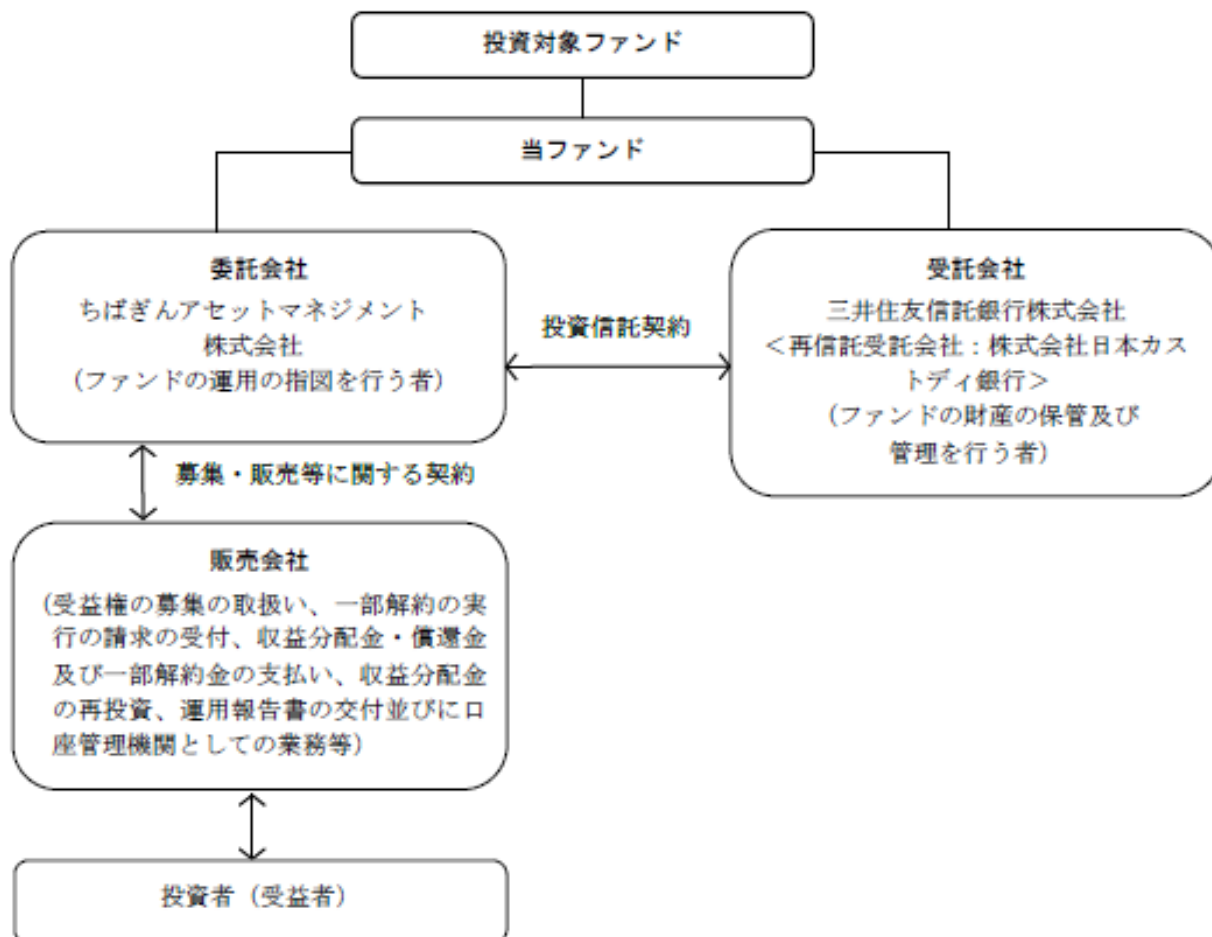 投資対象ファンド
当ファンド
委託会社
ちばぎんアセットマネジメント
株式会社
(ファンドの運用の指図を行う者)
投資信託契約
受託会社
三井住友信託銀行株式会社
<再信託受託会社:株式会社日本カス
トディ銀行>
(ファンドの財産の保管及び
管理を行う者)
募集・販売等に関する契約
販売会社
(受益権の募集の取扱い、一部解約の実
行の請求の受付、収益分配金・償還金
及び一部解約金の支払い、収益分配金
の再投資、運用報告書の交付並びに口
座管理機関としての業務等)
投資者(受益者)